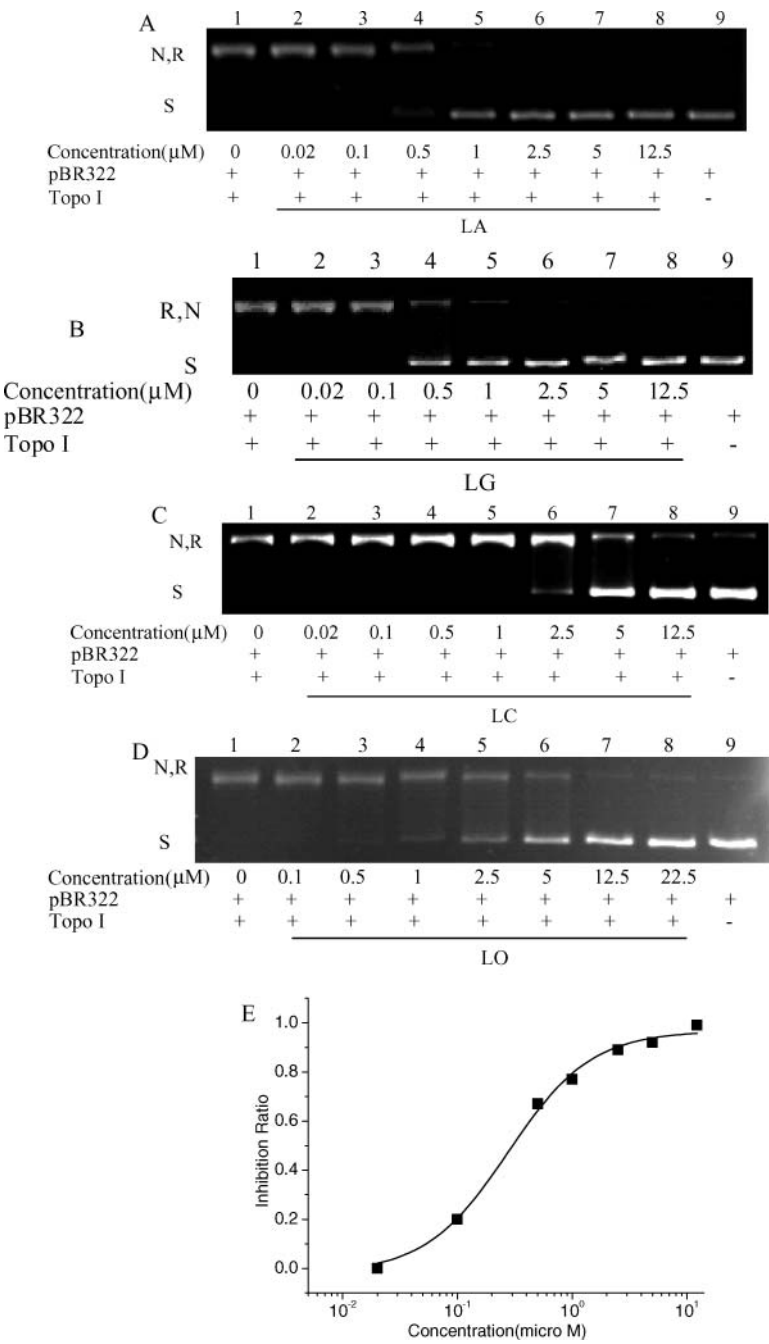 A
1 2 3 4 5 6 7 8 9
N,R
S
Concentration(μM) 0 0.02 0.1 0.5 1 2.5 5 12.5
pBR322 + + + + + + + + +
Topo I + + + + + + + + -
LA
B
1 2 3 4 5 6 7 8 9
R,N
S
Concentration(μM) 0 0.02 0.1 0.5 1 2.5 5 12.5
pBR322 + + + + + + + + +
Topo I + + + + + + + + -
LG
C
1 2 3 4 5 6 7 8 9
N,R
S
Concentration(μM) 0 0.02 0.1 0.5 1 2.5 5 12.5
pBR322 + + + + + + + + +
Topo I + + + + + + + + -
LC
D
1 2 3 4 5 6 7 8 9
N,R
S
Concentration(μM) 0 0.1 0.5 1 2.5 5 12.5 22.5
pBR322 + + + + + + + + +
Topo I + + + + + + + + -
LO
E
Inhibition Ratio
1.0
0.8
0.6
0.4
0.2
0.0
10⁻² 10⁻¹ 10⁰ 10¹
Concentration(micro M)